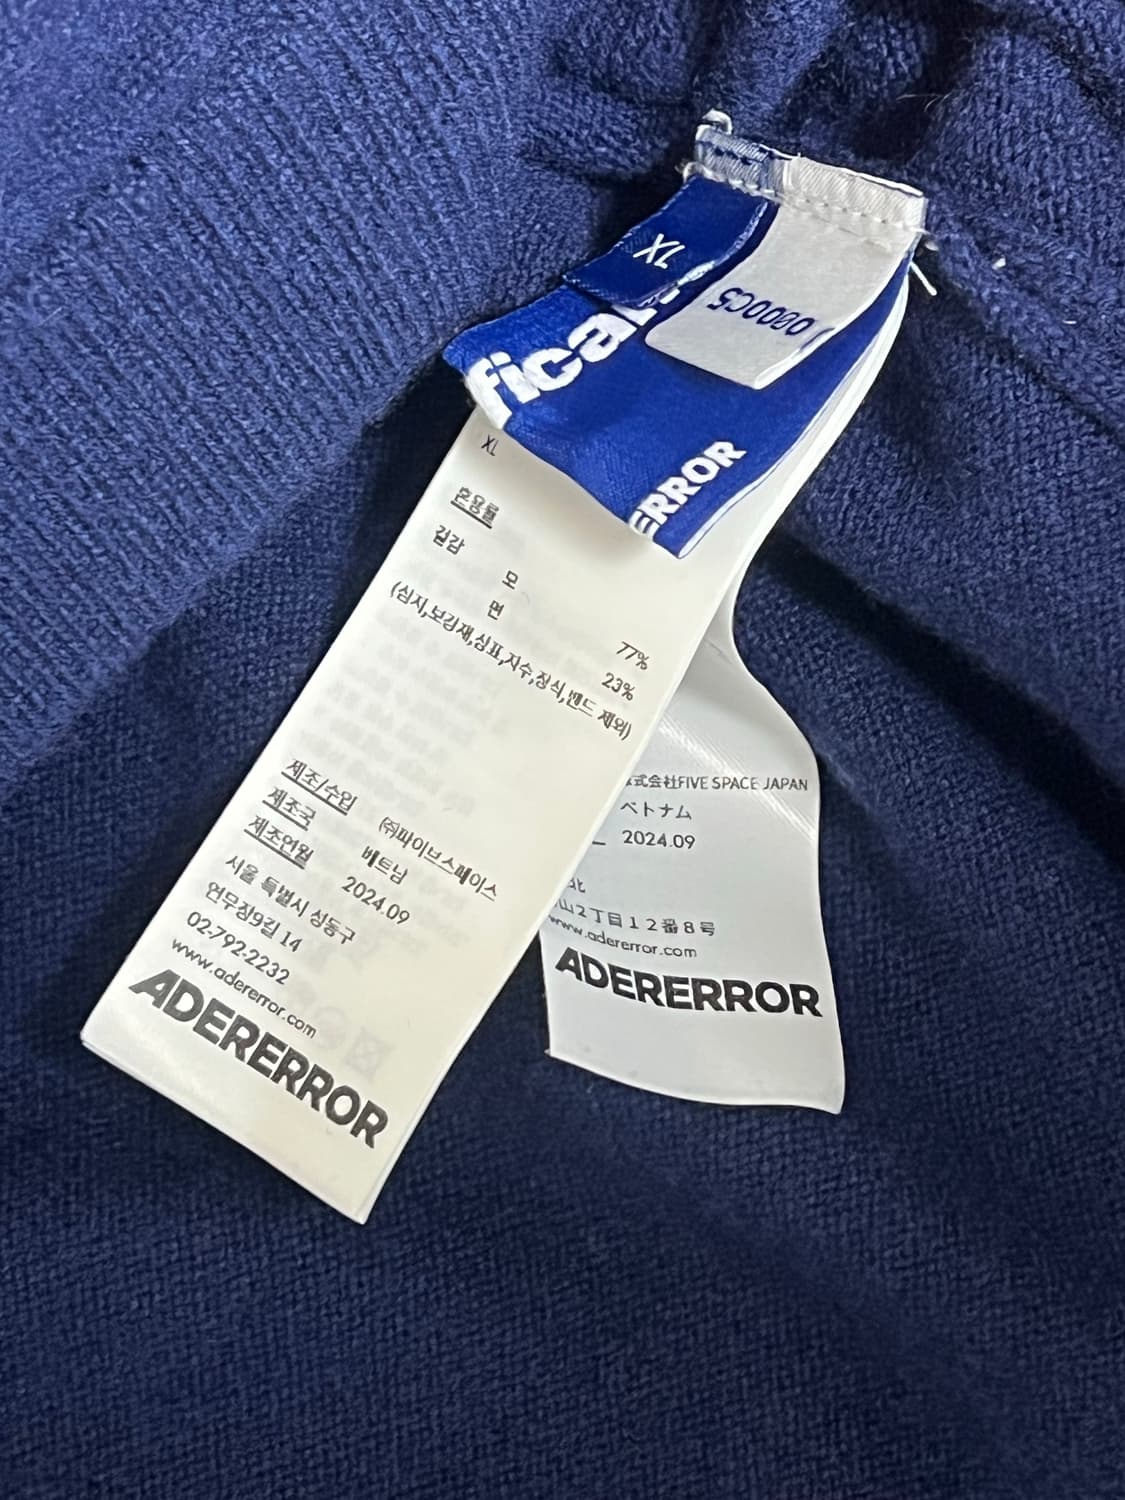 XL
0800C5
fical
ERROR
XL
혼용률
겉감
모 77%
면 23%
(심지,보강재,상표,자수,장식,밴드 제외)
제조/수입 ㈜파이브스페이스
제조국 베트남
제조연월 2024.09
서울 특별시 성동구
연무장9길 14
02-792-2232
www.adererror.com
ADERERROR
式会社FIVE SPACE JAPAN
ベトナム
2024.09
山2丁目12番8号
www.adererror.com
ADERERROR